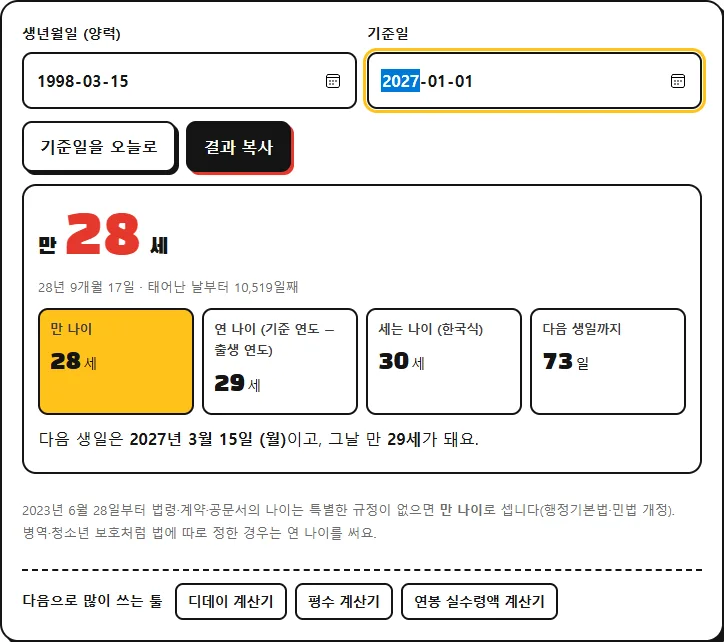 생년월일 (양력)
기준일
1998-03-15
2027-01-01
기준일을 오늘로
결과 복사
만 28 세
28년 9개월 17일 · 태어난 날부터 10,519일째
만 나이
28 세
연 나이 (기준 연도 −
출생 연도)
29 세
세는 나이 (한국식)
30 세
다음 생일까지
73 일
다음 생일은 2027년 3월 15일 (월)이고, 그날 만 29세가 돼요.
2023년 6월 28일부터 법령·계약·공문서의 나이는 특별한 규정이 없으면 만 나이로 셉니다(행정기본법·민법 개정).
병역·청소년 보호처럼 법에 따로 정한 경우는 연 나이를 써요.
다음으로 많이 쓰는 툴
디데이 계산기
평수 계산기
연봉 실수령액 계산기